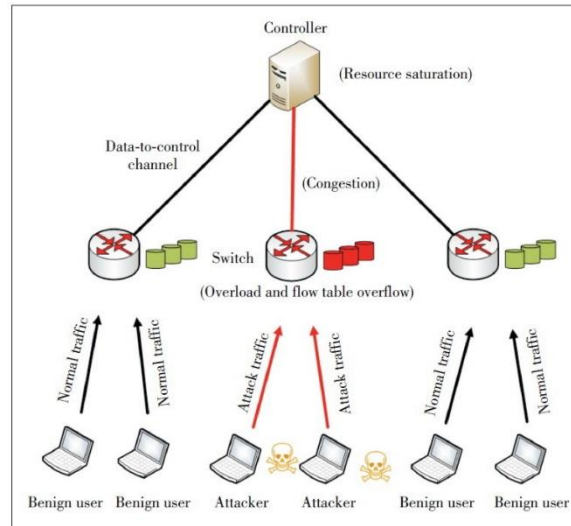 Controller
(Resource saturation)
Data-to-control
channel
(Congestion)
Switch
(Overload and flow table overflow)
Normal traffic
Normal traffic
Attack traffic
Attack traffic
Normal traffic
Normal traffic
Benign user
Benign user
Attacker
Attacker
Benign user
Benign user